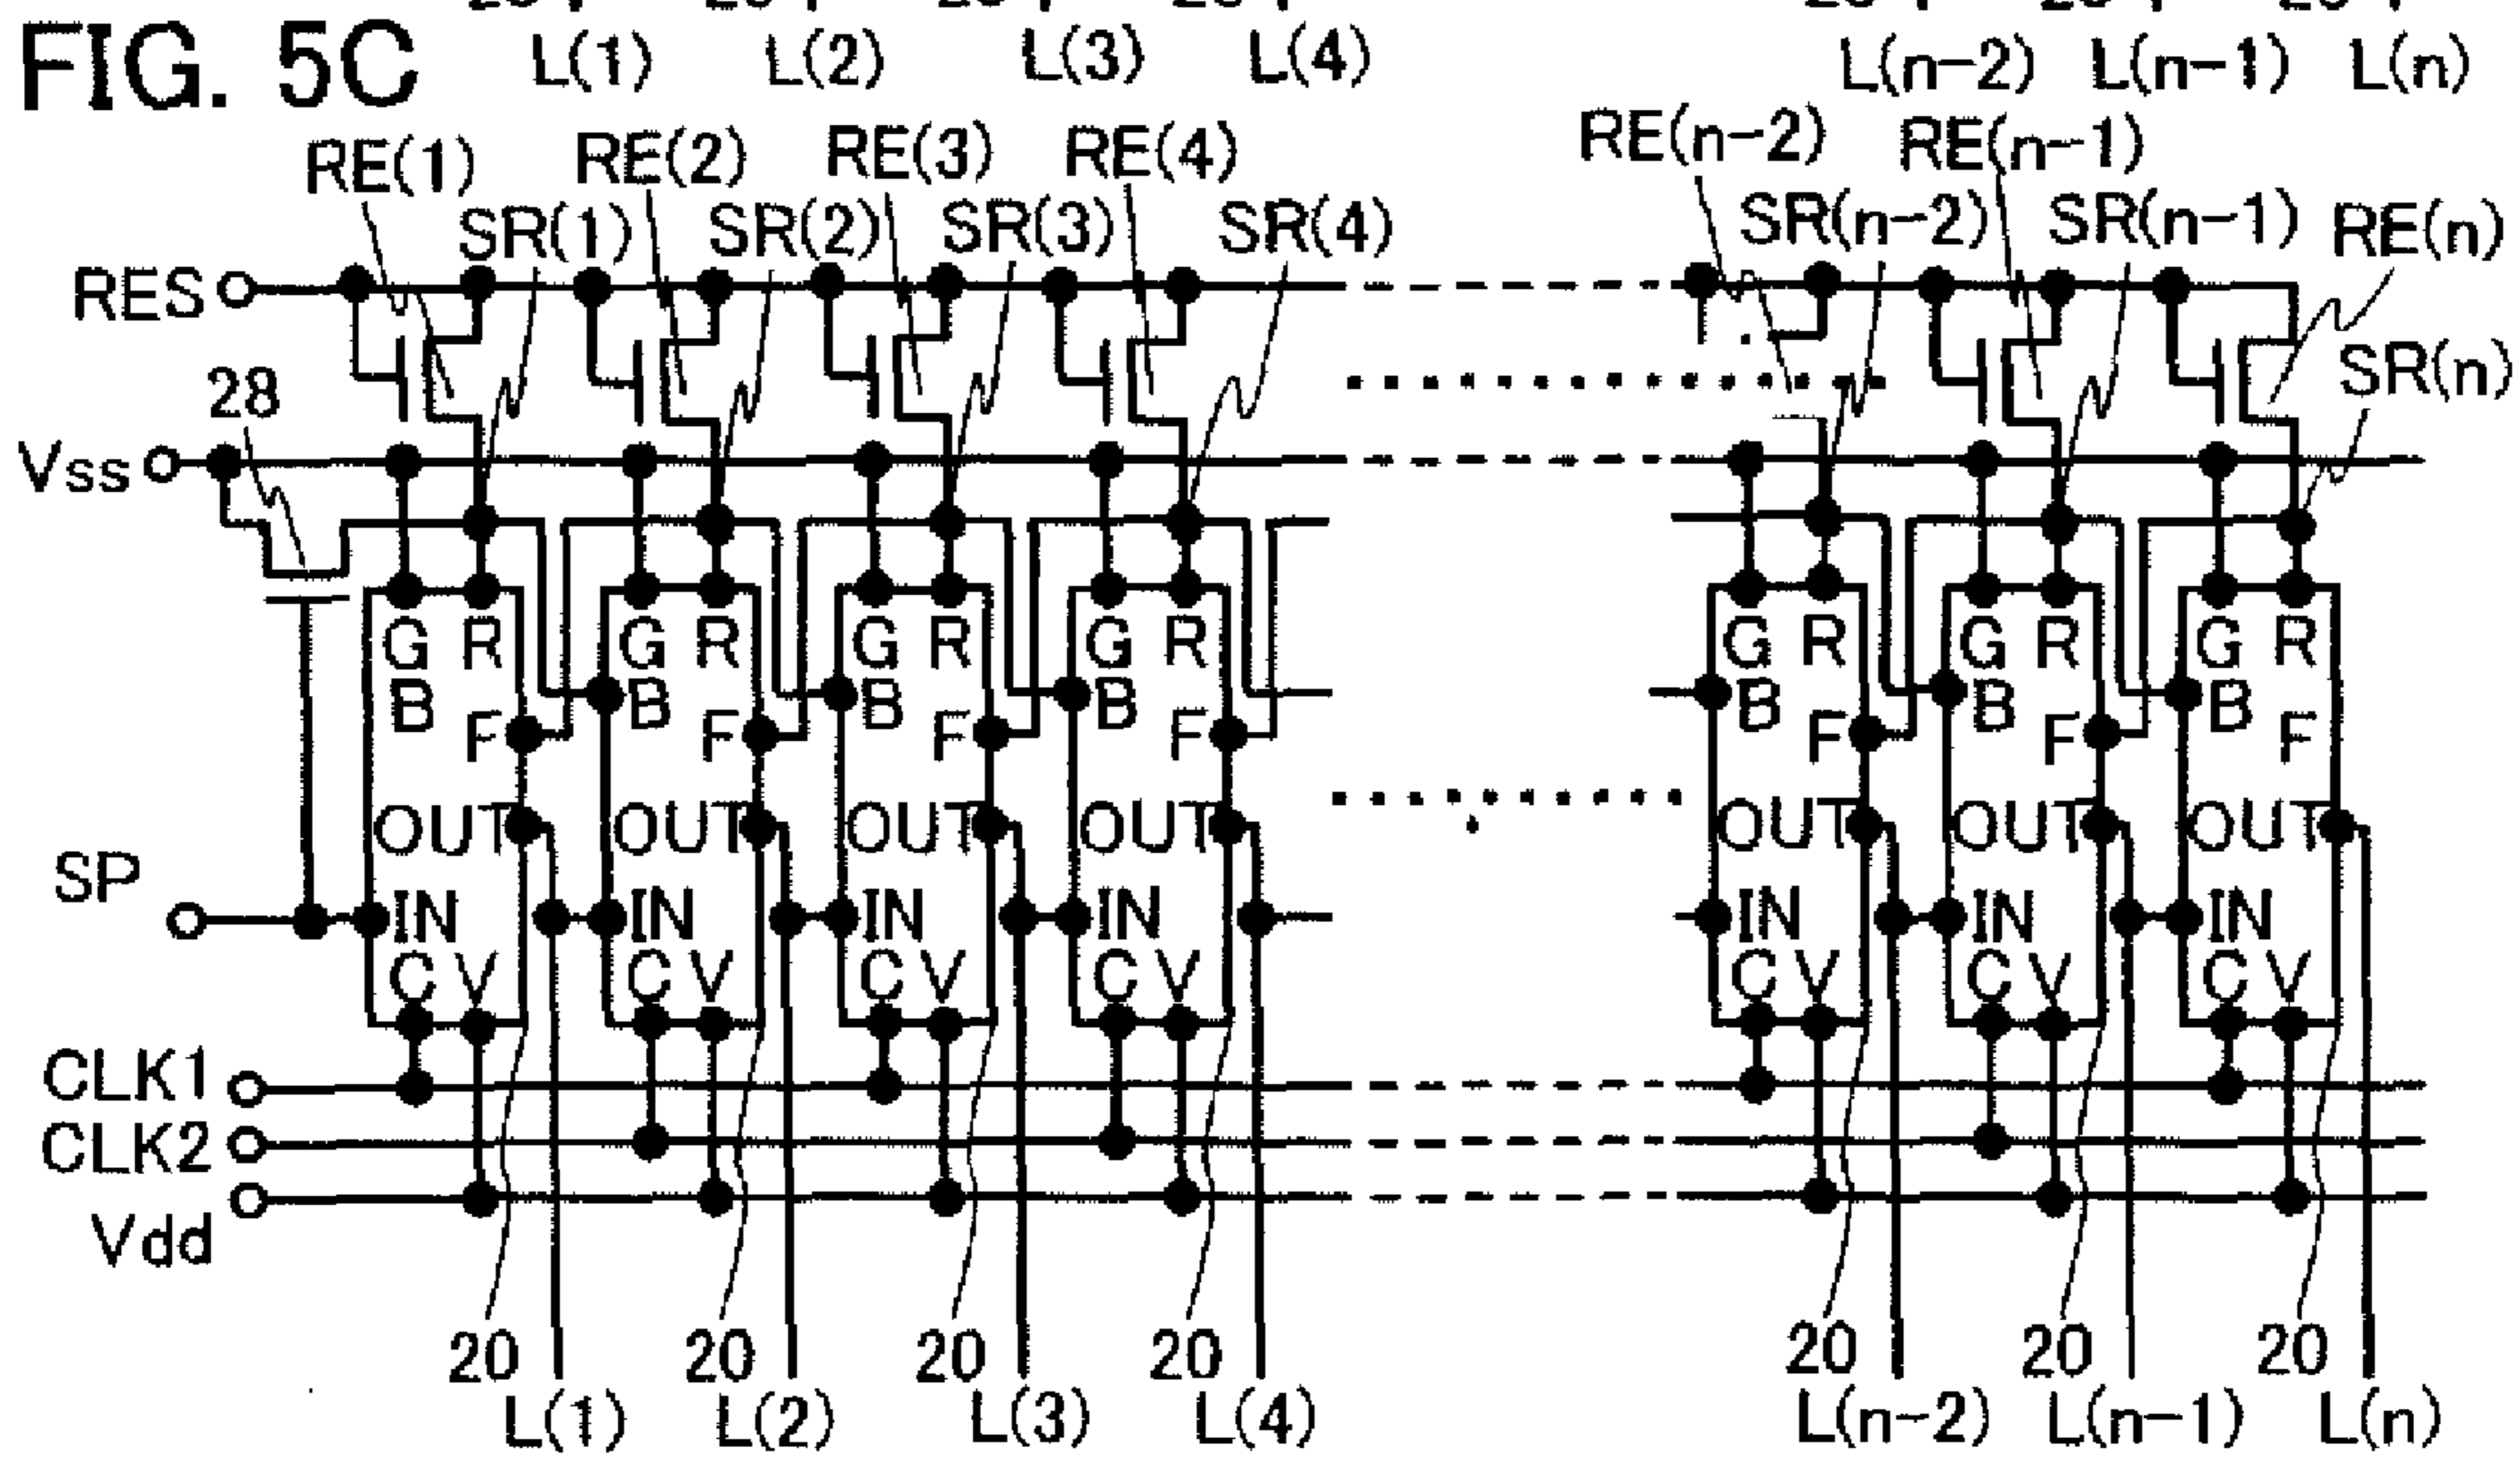 FIG. 5C L(1) L(2) L(3) L(4) L(n-2) L(n-1) L(n)
RE(1) RE(2) RE(3) RE(4) RE(n-2) RE(n-1)
SR(1) SR(2) SR(3) SR(4) SR(n-2) SR(n-1) RE(n)
RES
28 SR(n)
Vss
G R G R G R G R G R G R G R
B B B B B B B
F F F F F F F
OUT OUT OUT OUT OUT OUT OUT
SP
IN IN IN IN IN IN IN
C V C V C V C V C V C V C V
CLK1
CLK2
Vdd
20 20 20 20 20 20 20
L(1) L(2) L(3) L(4) L(n-2) L(n-1) L(n)